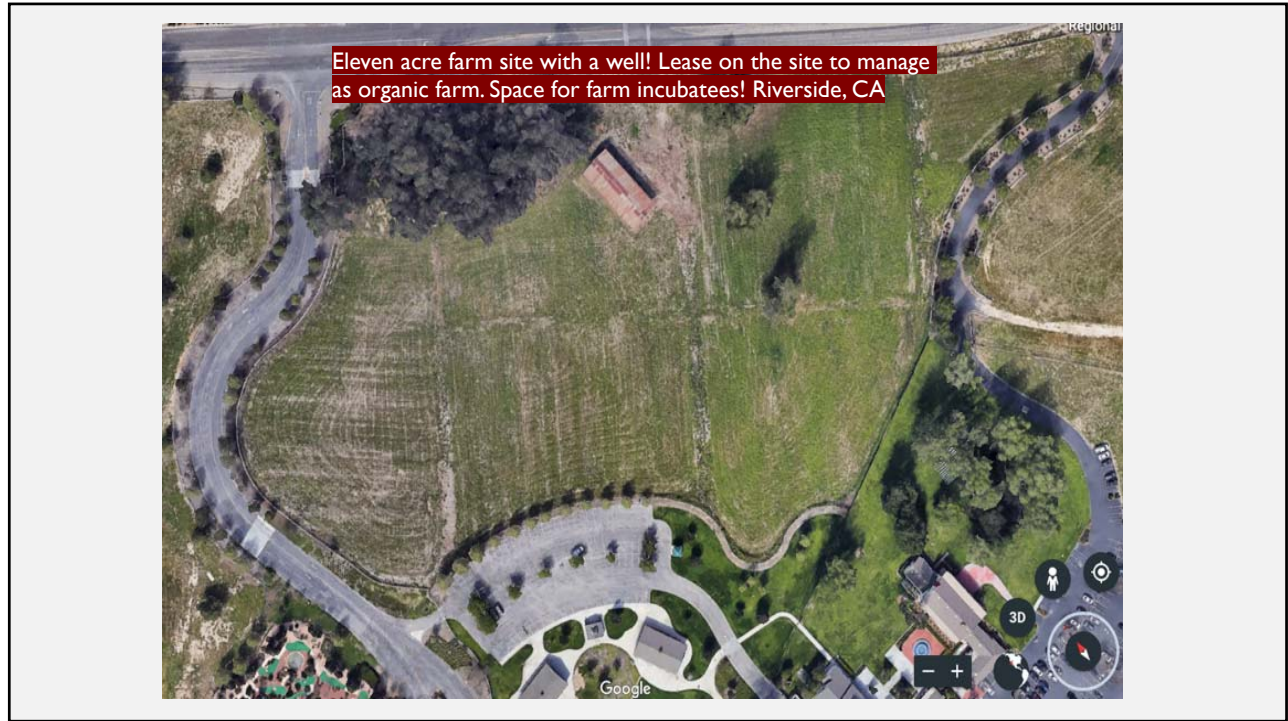 Regional
Eleven acre farm site with a well! Lease on the site to manage
as organic farm. Space for farm incubatees! Riverside, CA
3D
− +
Google